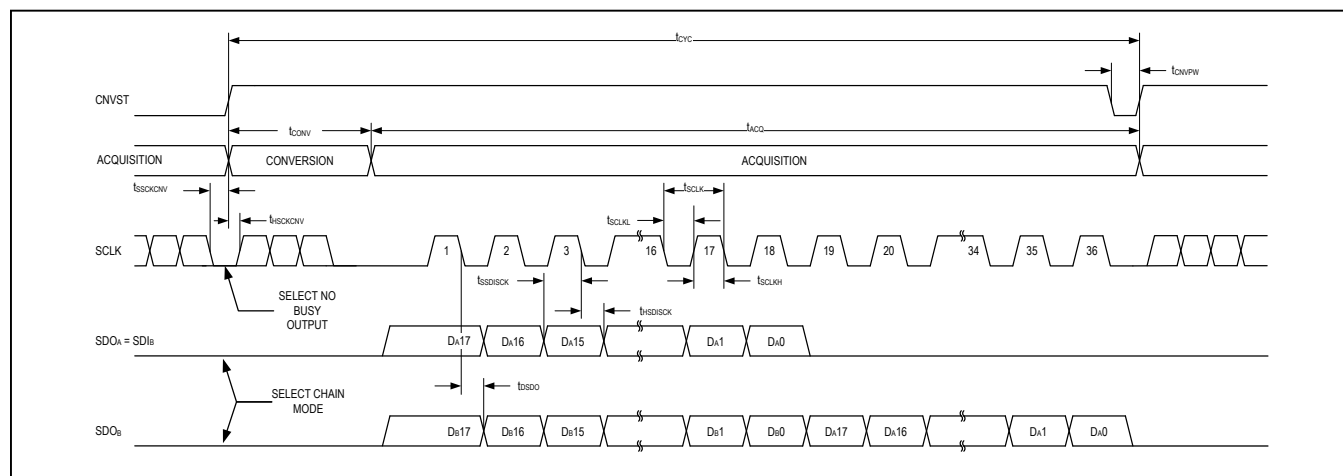 tCYC
tCNVPW
CNVST
tCONV
tACQ
ACQUISITION
CONVERSION
ACQUISITION
tSSCKCNV
tSCLK
tHSCKCNV
tSCLKL
SCLK
1 2 3 16 17 18 19 20 34 35 36
tSSDISCK
tSCLKH
SELECT NO
BUSY
OUTPUT
tHSDISCK
SDOA = SDIB
DA17 DA16 DA15 DA1 DA0
SELECT CHAIN
MODE
tDSDO
SDOB
DB17 DB16 DB15 DB1 DB0 DA17 DA16 DA1 DA0